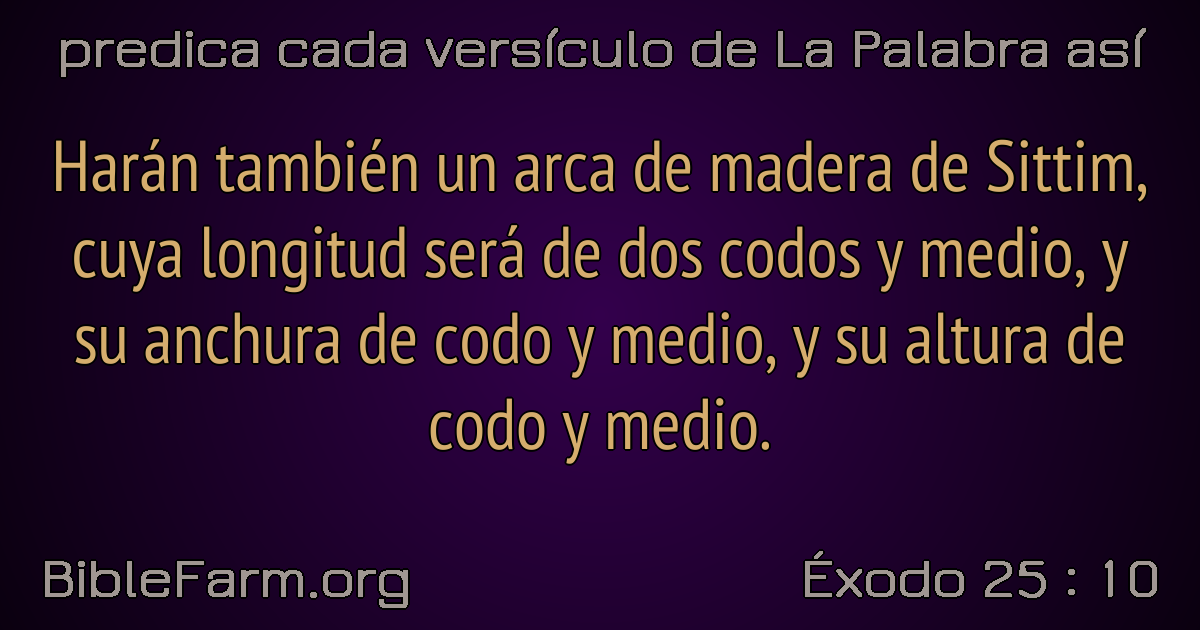 predica cada versículo de La Palabra así
Harán también un arca de madera de Sittim,
cuya longitud será de dos codos y medio, y
su anchura de codo y medio, y su altura de
codo y medio.
BibleFarm.org
Éxodo 25 : 10